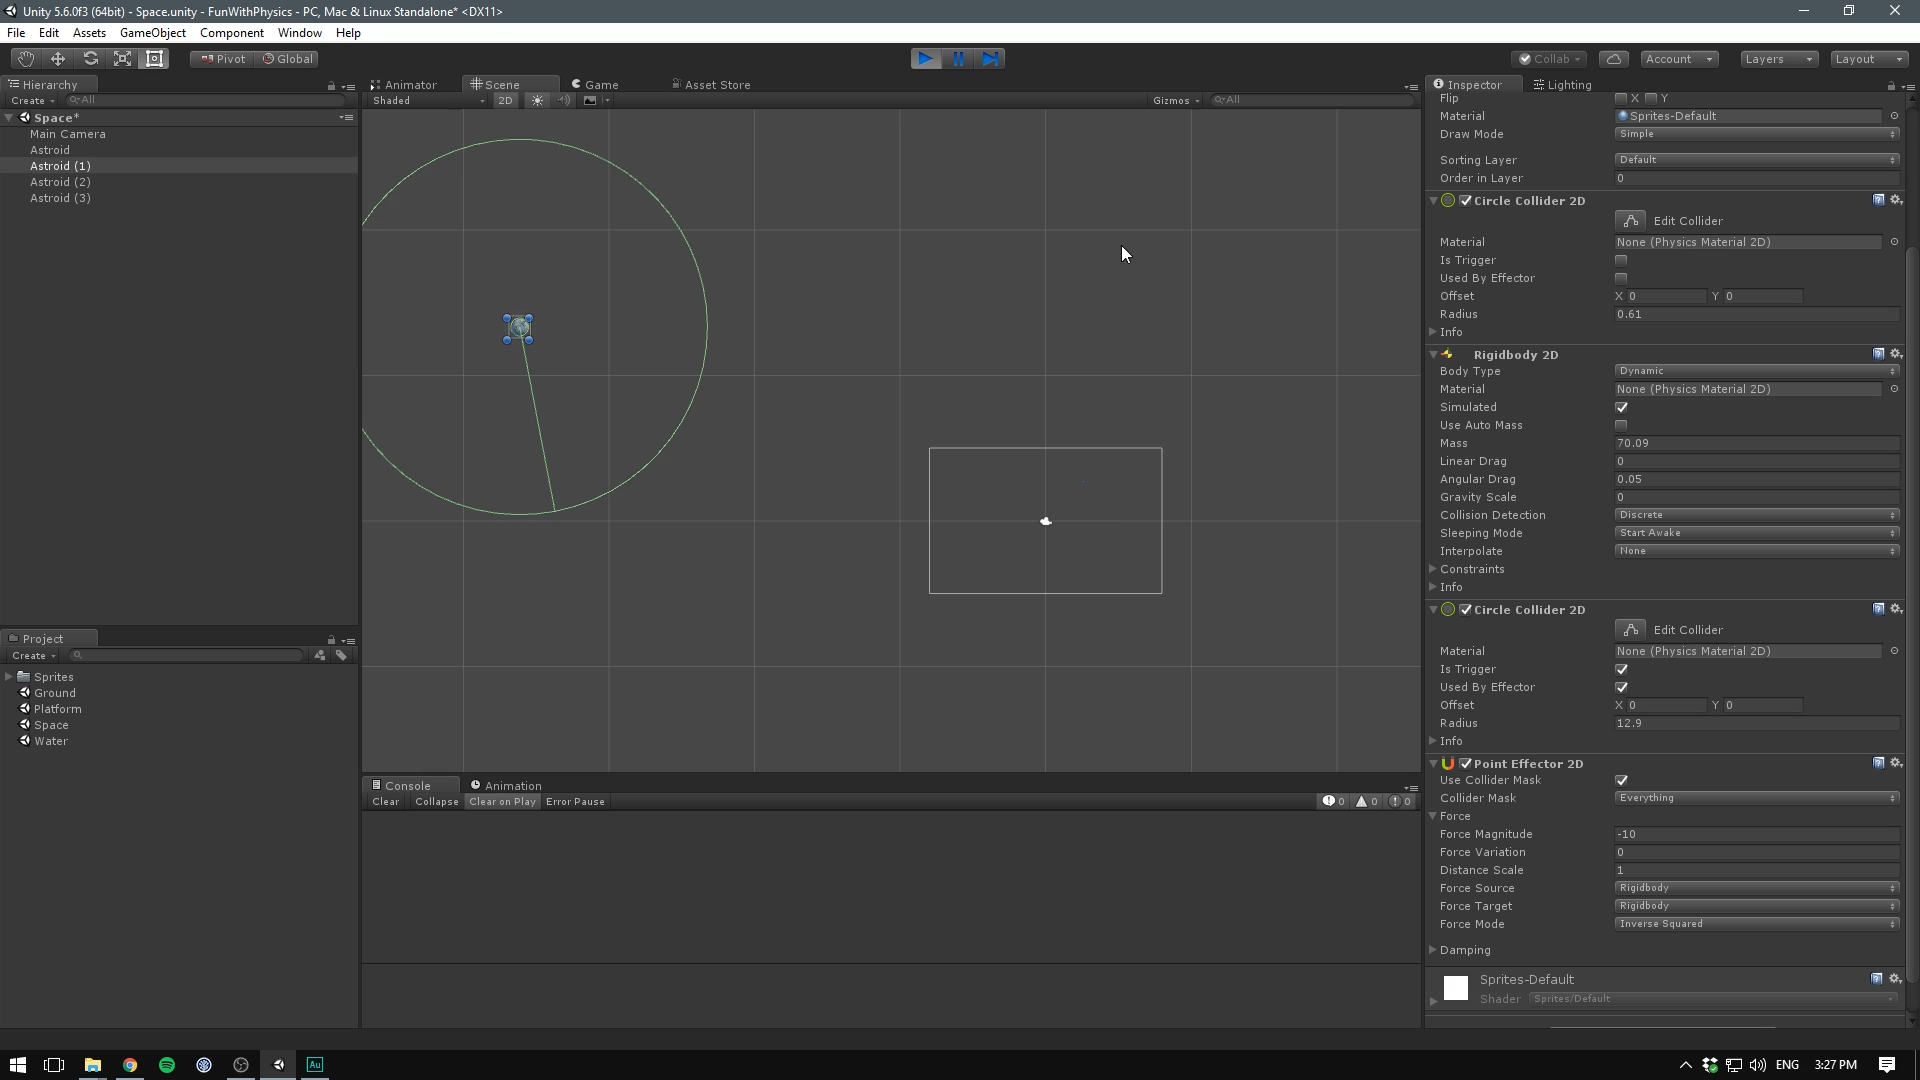 Unity 5.6.0f3 (64bit) - Space.unity - FunWithPhysics - PC, Mac & Linux Standalone* <DX11>
File Edit Assets GameObject Component Window Help
Pivot Global Collab Account Layers Layout
Hierarchy Animator Scene Game Asset Store Inspector Lighting
Create All Shaded 2D Gizmos All Flip X Y
Space*
Main Camera
Astroid
Astroid (1)
Astroid (2)
Astroid (3)
Material Sprites-Default
Draw Mode Simple
Sorting Layer Default
Order in Layer 0
Circle Collider 2D
Edit Collider
Material None (Physics Material 2D)
Is Trigger
Used By Effector
Offset X 0 Y 0
Radius 0.61
Info
Rigidbody 2D
Body Type Dynamic
Material None (Physics Material 2D)
Simulated
Use Auto Mass
Mass 70.09
Linear Drag 0
Angular Drag 0.05
Gravity Scale 0
Collision Detection Discrete
Sleeping Mode Start Awake
Interpolate None
Constraints
Info
Circle Collider 2D
Edit Collider
Material None (Physics Material 2D)
Is Trigger
Used By Effector
Offset X 0 Y 0
Radius 12.9
Info
Point Effector 2D
Use Collider Mask
Collider Mask Everything
Force
Force Magnitude -10
Force Variation 0
Distance Scale 1
Force Source Rigidbody
Force Target Rigidbody
Force Mode Inverse Squared
Damping
Sprites-Default
Shader Sprites/Default
Project
Create
Sprites
Ground
Platform
Space
Water
Console Animation
Clear Collapse Clear on Play Error Pause 0 0 0
Au ENG 3:27 PM